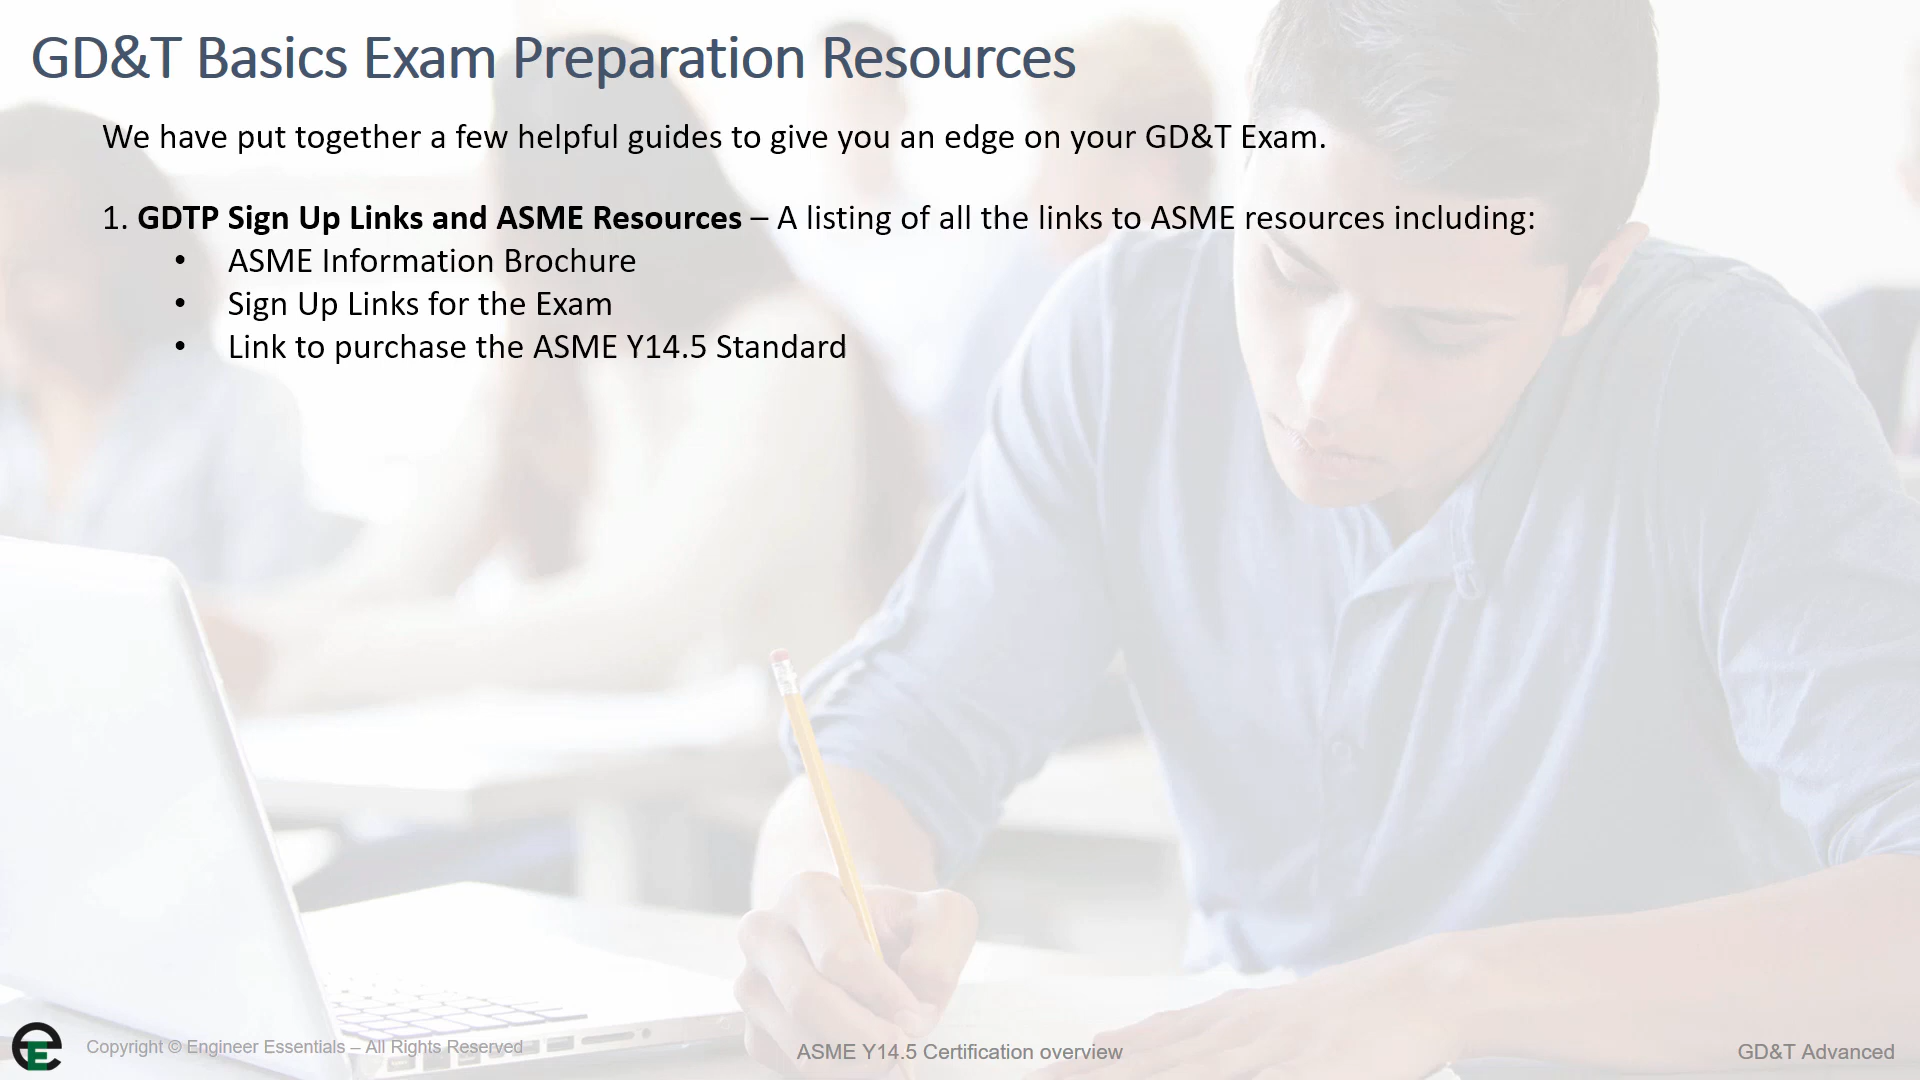 GD&T Basics Exam Preparation Resources
We have put together a few helpful guides to give you an edge on your GD&T Exam.
1. GDTP Sign Up Links and ASME Resources – A listing of all the links to ASME resources including:
• ASME Information Brochure
• Sign Up Links for the Exam
• Link to purchase the ASME Y14.5 Standard
Copyright © Engineer Essentials – All Rights Reserved
ASME Y14.5 Certification overview
GD&T Advanced